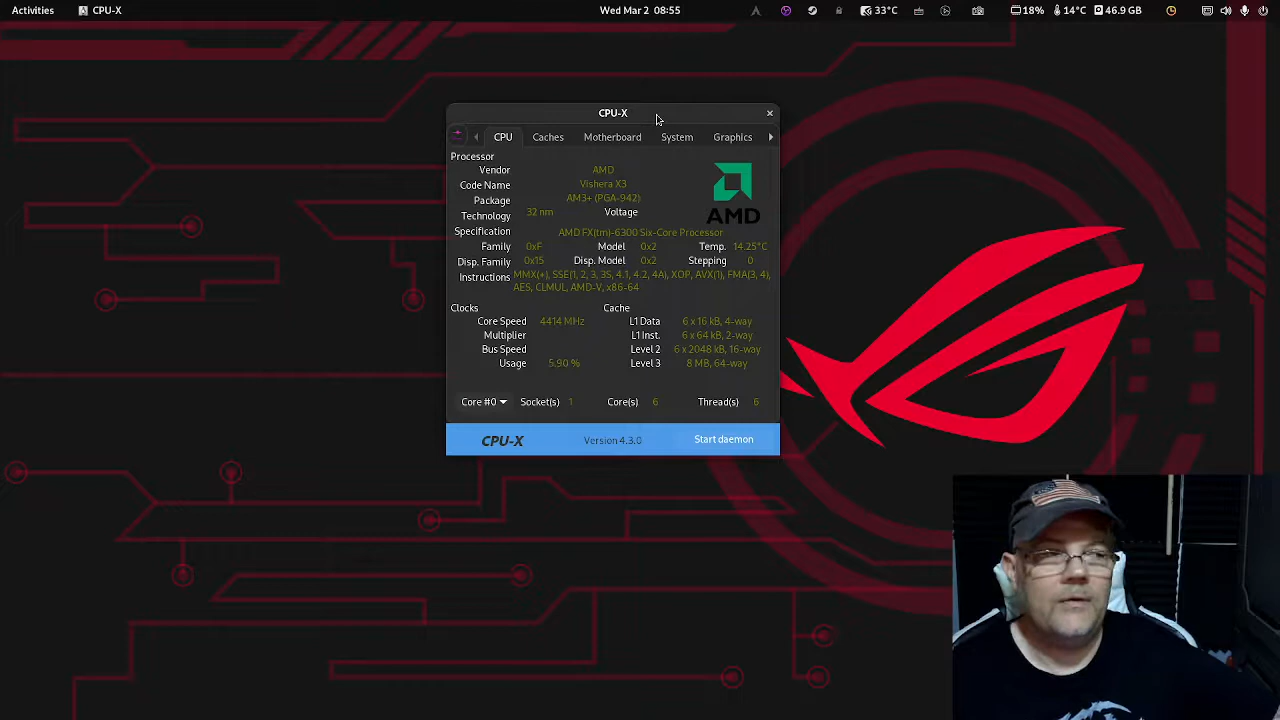 Activities CPU-X Wed Mar 2 08:55 33°C 18% 14°C 46.9 GB
CPU-X ×
CPU Caches Motherboard System Graphics
Processor
Vendor AMD
Code Name Vishera X3
Package AM3+ (PGA-942)
Technology 32 nm Voltage
AMD
Specification AMD FX(tm)-6300 Six-Core Processor
Family 0xF Model 0x2 Temp. 14.25°C
Disp. Family 0x15 Disp. Model 0x2 Stepping 0
Instructions MMX(+), SSE(1, 2, 3, 3S, 4.1, 4.2, 4A), XOP, AVX(1), FMA(3, 4),
AES, CLMUL, AMD-V, x86-64
Clocks Cache
Core Speed 4414 MHz L1 Data 6 x 16 kB, 4-way
Multiplier L1 Inst. 6 x 64 kB, 2-way
Bus Speed Level 2 6 x 2048 kB, 16-way
Usage 5.90 % Level 3 8 MB, 64-way
Core #0 Socket(s) 1 Core(s) 6 Thread(s) 6
CPU-X Version 4.3.0 Start daemon